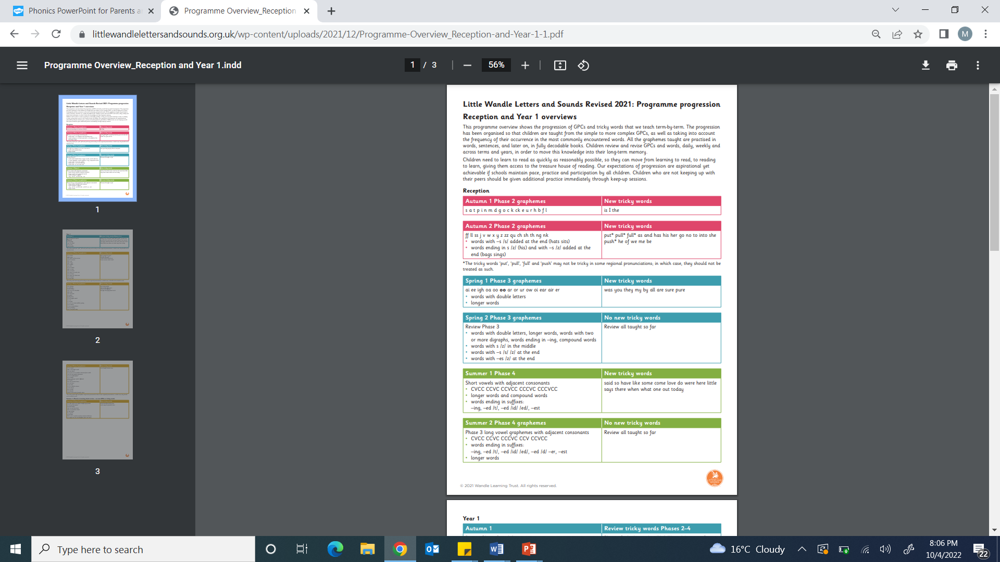 Phonics PowerPoint for Parents a
Programme Overview_Reception
littlewandlelettersandsounds.org.uk/wp-content/uploads/2021/12/Programme-Overview_Reception-and-Year-1-1.pdf
M
Programme Overview_Reception and Year 1.indd
1 / 3
56%
1
2
3
Little Wandle Letters and Sounds Revised 2021: Programme progression
Reception and Year 1 overviews
This programme overview shows the progression of GPCs and tricky words that we teach term-by-term. The progression
has been organised so that children are taught from the simple to more complex GPCs, as well as taking into account
the frequency of their occurrence in the most commonly encountered words. All the graphemes taught are practised in
words, sentences, and later on, in fully decodable books. Children review and revise GPCs and words, daily, weekly and
across terms and years, in order to move this knowledge into their long-term memory.
Children need to learn to read as quickly as reasonably possible, so they can move from learning to read, to reading
to learn, giving them access to the treasure house of reading. Our expectations of progression are aspirational yet
achievable if schools maintain pace, practice and participation by all children. Children who are not keeping up with
their peers should be given additional practice immediately through keep-up sessions.
Reception
Autumn 1 Phase 2 graphemes New tricky words
s a t p i n m d g o c k ck e u r h b f l is I the
Autumn 2 Phase 2 graphemes New tricky words
ff ll ss j v w x y z zz qu ch sh th ng nk put* pull* full* as and has his her go no to into she
• words with –s /s/ added at the end (hats sits) push* he of we me be
• words ending in s /z/ (his) and with –s /z/ added at the
end (bags sings)
*The tricky words ‘put’, ‘pull’, ‘full’ and ‘push’ may not be tricky in some regional pronunciations; in which case, they should not be
treated as such.
Spring 1 Phase 3 graphemes New tricky words
ai ee igh oa oo oo ar or ur ow oi ear air er was you they my by all are sure pure
• words with double letters
• longer words
Spring 2 Phase 3 graphemes No new tricky words
Review Phase 3 Review all taught so far
• words with double letters, longer words, words with two
or more digraphs, words ending in –ing, compound words
• words with s /z/ in the middle
• words with –s /s/ /z/ at the end
• words with –es /z/ at the end
Summer 1 Phase 4 New tricky words
Short vowels with adjacent consonants said so have like some come love do were here little
• CVCC CCVC CCVCC CCCVC CCCVCC says there when what one out today
• longer words and compound words
• words ending in suffixes:
–ing, –ed /t/, –ed /id/ /ed/, –est
Summer 2 Phase 4 graphemes No new tricky words
Phase 3 long vowel graphemes with adjacent consonants Review all taught so far
• CVCC CCVC CCCVC CCV CCVCC
• words ending in suffixes:
–ing, –ed /t/, –ed /id/ /ed/, –ed /d/ –er, –est
• longer words
© 2021 Wandle Learning Trust. All rights reserved.
Year 1
Autumn 1 Review tricky words Phases 2–4
Type here to search
16°C Cloudy
8:06 PM
10/4/2022
22